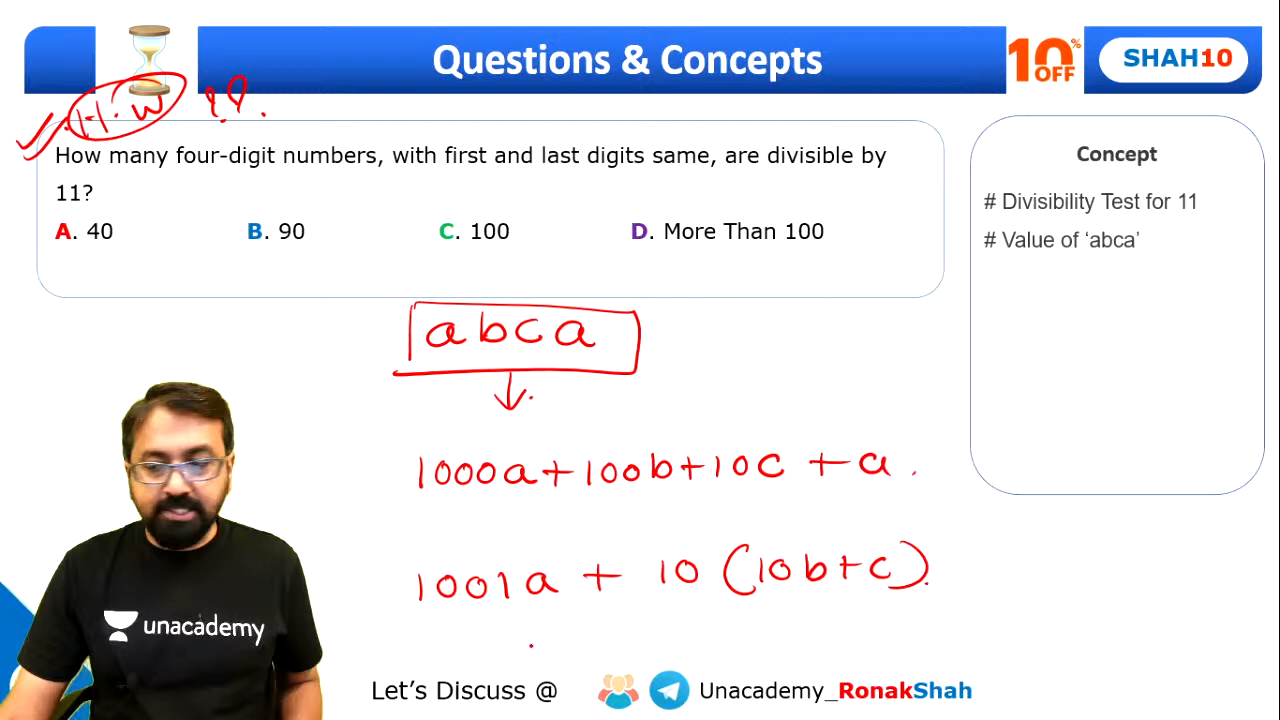 Questions & Concepts
10% OFF
SHAH10
H.W ??.
How many four-digit numbers, with first and last digits same, are divisible by
11?
A. 40 B. 90 C. 100 D. More Than 100
Concept
# Divisibility Test for 11
# Value of ‘abca’
abca
1000a+100b+10c +a.
1001a + 10 (10b+c).
unacademy
Let’s Discuss @ Unacademy_RonakShah